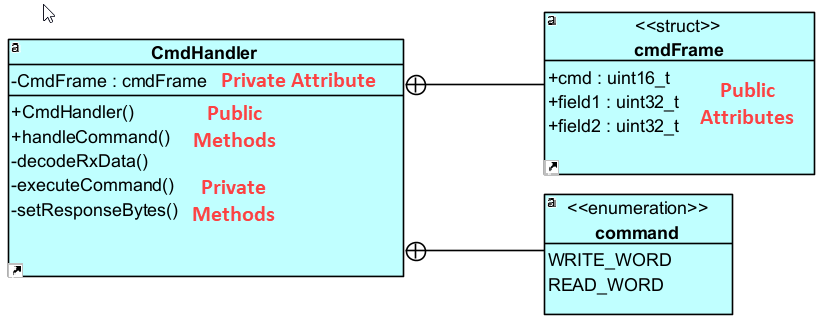 a
CmdHandler
-CmdFrame : cmdFrame Private Attribute
+CmdHandler() Public
+handleCommand() Methods
-decodeRxData()
-executeCommand() Private
-setResponseBytes() Methods
a
<<struct>>
cmdFrame
+cmd : uint16_t
+field1 : uint32_t
+field2 : uint32_t
Public
Attributes
a
<<enumeration>>
command
WRITE_WORD
READ_WORD